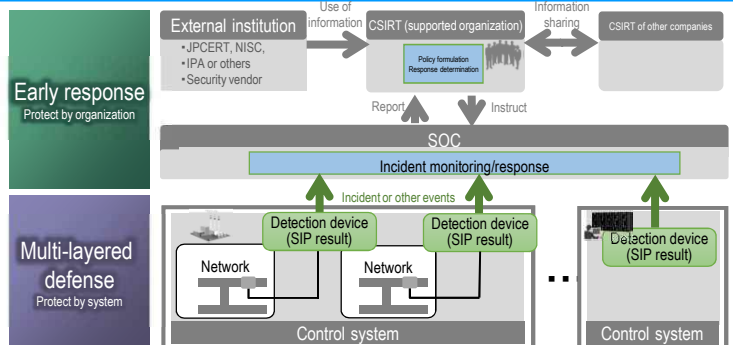 Early response
Protect by organization
External institution
•JPCERT, NISC,
•IPA or others
•Security vendor
Use of
information
CSIRT (supported organization)
Policy formulation
Response determination
Information
sharing
CSIRT of other companies
Report
Instruct
SOC
Incident monitoring/response
Incident or other events
Multi-layered
defense
Protect by system
Detection device
(SIP result)
Network
Detection device
(SIP result)
Network
Control system
...
Detection device
(SIP result)
Control system